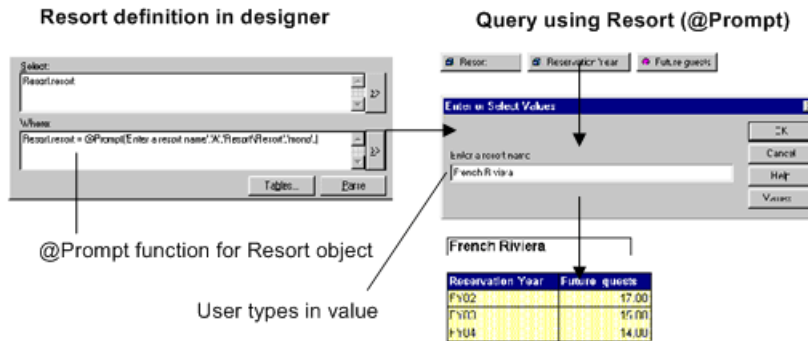 Resort definition in designer
Query using Resort (@Prompt)
Select:
Resort.resort
>>
Where:
Resort.resort = @Prompt('Enter a resort name','A','Resort\Resort','mono',)
>>
Tables...
Parse
@Prompt function for Resort object
User types in value
Resort
Reservation Year
Future guests
Enter or Select Values
Enter a resort name
French Riviera
OK
Cancel
Help
Values
French Riviera
Reservation Year Future guests
FY02 17.00
FY03 15.00
FY04 14.00